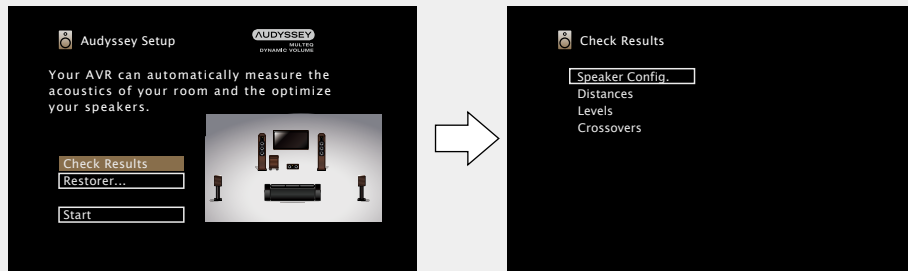 Audyssey Setup
AUDYSSEY
MULTEQ
DYNAMIC VOLUME
Your AVR can automatically measure the
acoustics of your room and the optimize
your speakers.
Check Results
Restorer...
Start
Check Results
Speaker Config.
Distances
Levels
Crossovers